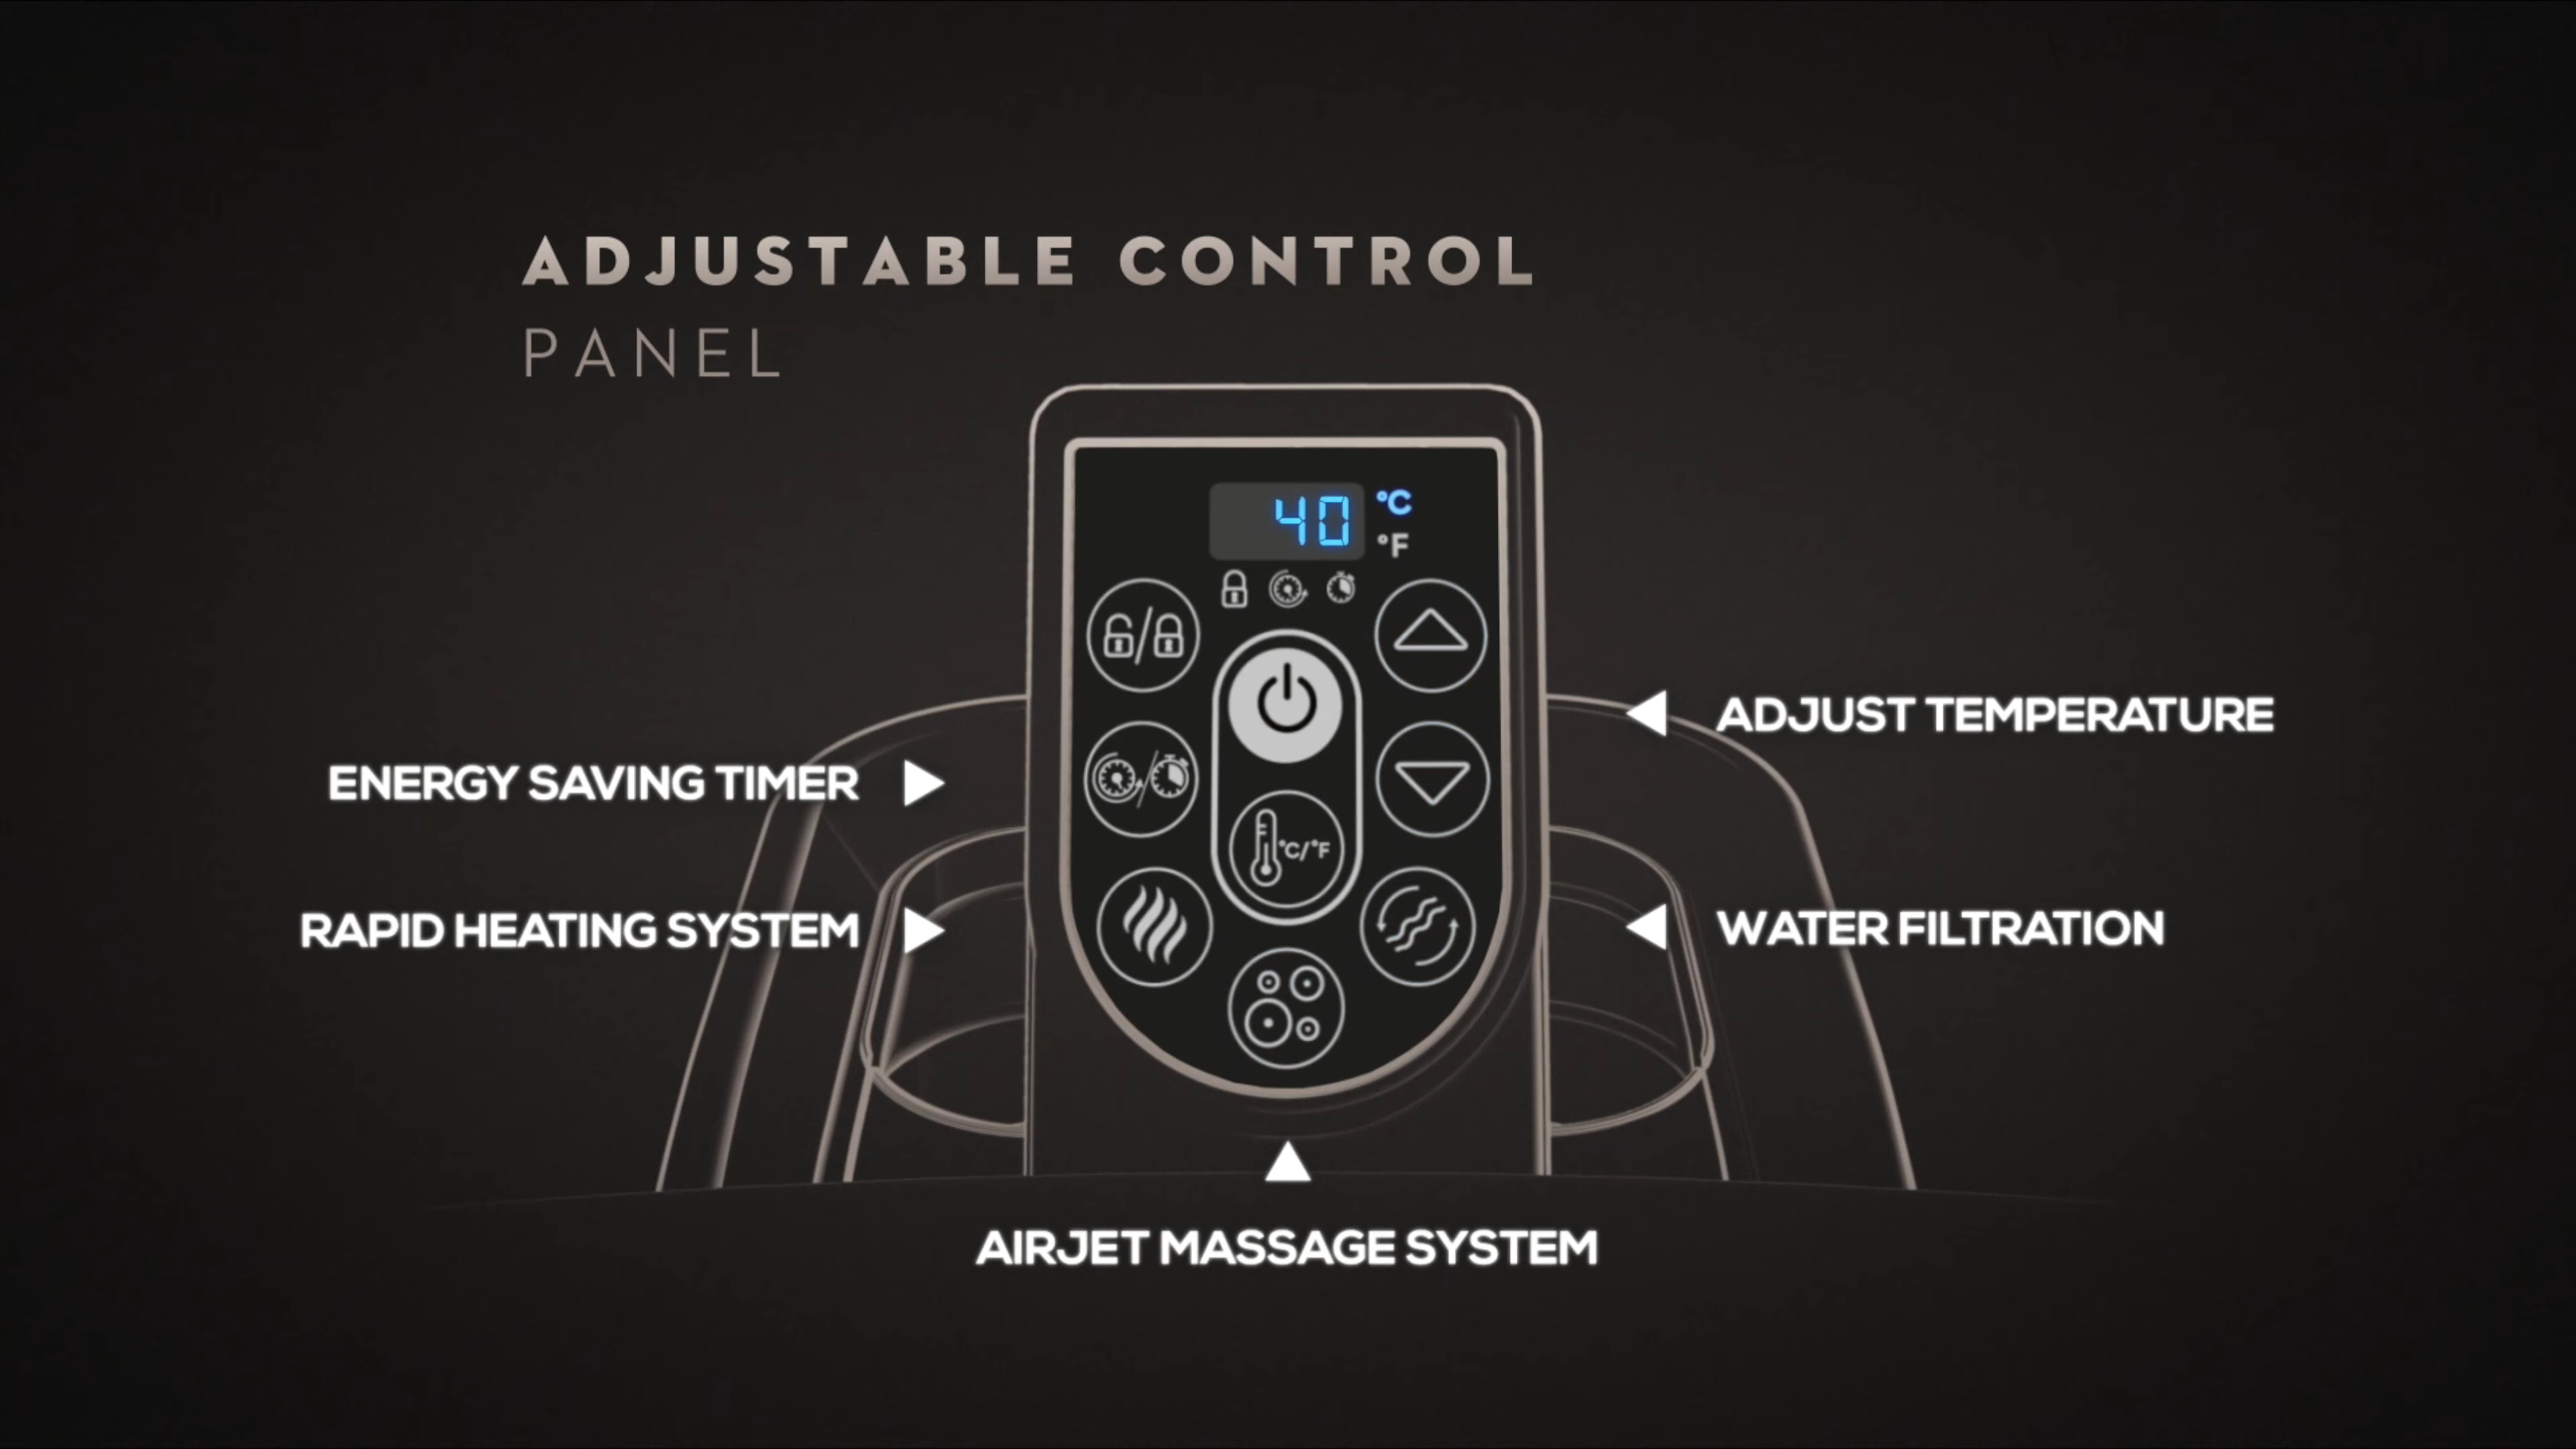 ADJUSTABLE CONTROL
PANEL
40 °C
°F
ADJUST TEMPERATURE
ENERGY SAVING TIMER
°C/°F
RAPID HEATING SYSTEM
WATER FILTRATION
AIRJET MASSAGE SYSTEM